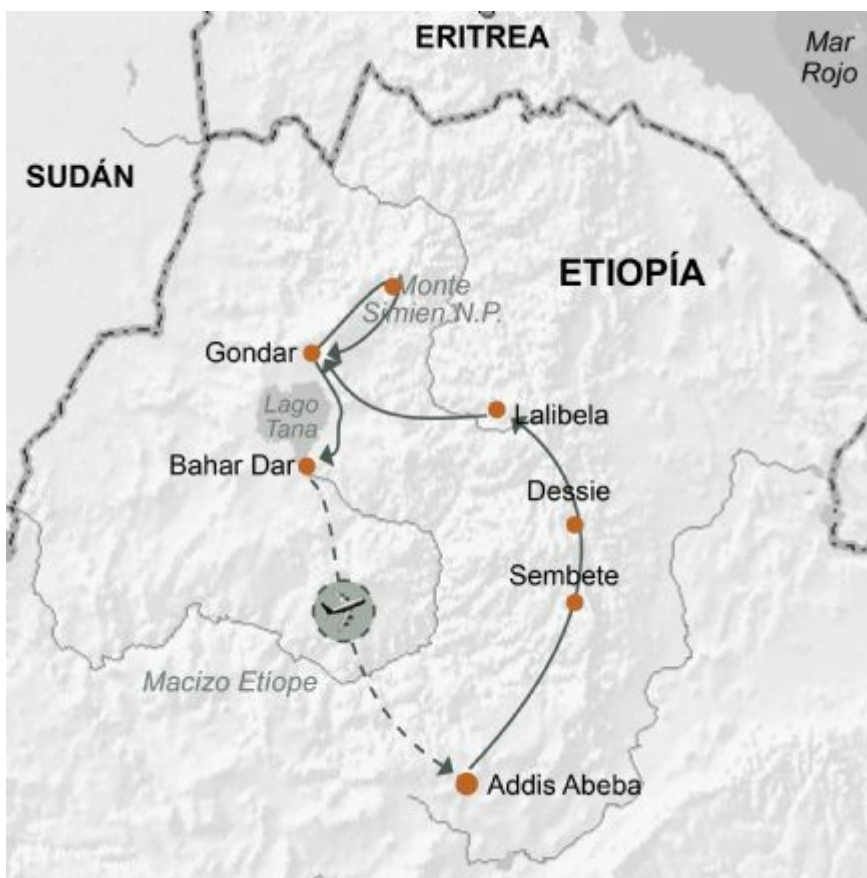 ERITREA
Mar
Rojo
SUDÁN
ETIOPÍA
Monte
Simien N.P.
Gondar
Lago
Tana
Lalibela
Bahar Dar
Dessie
Sembete
Macizo Etíope
Addis Abeba